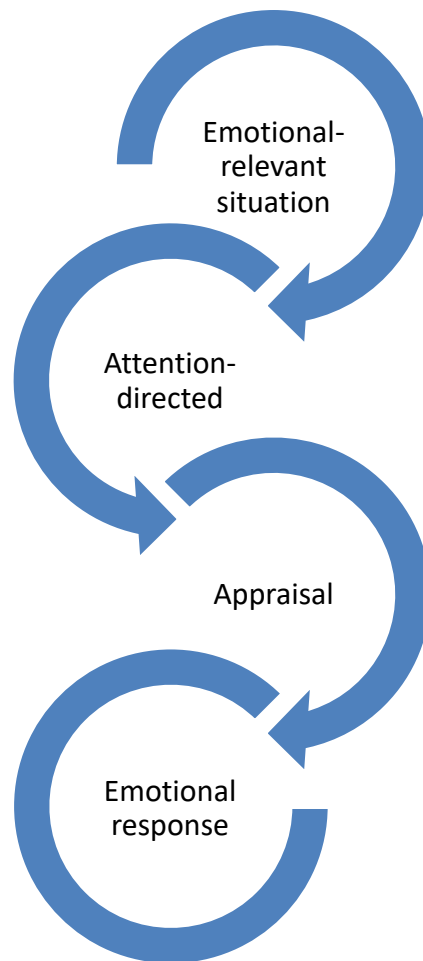 Emotional-
relevant
situation
Attention-
directed
Appraisal
Emotional
response